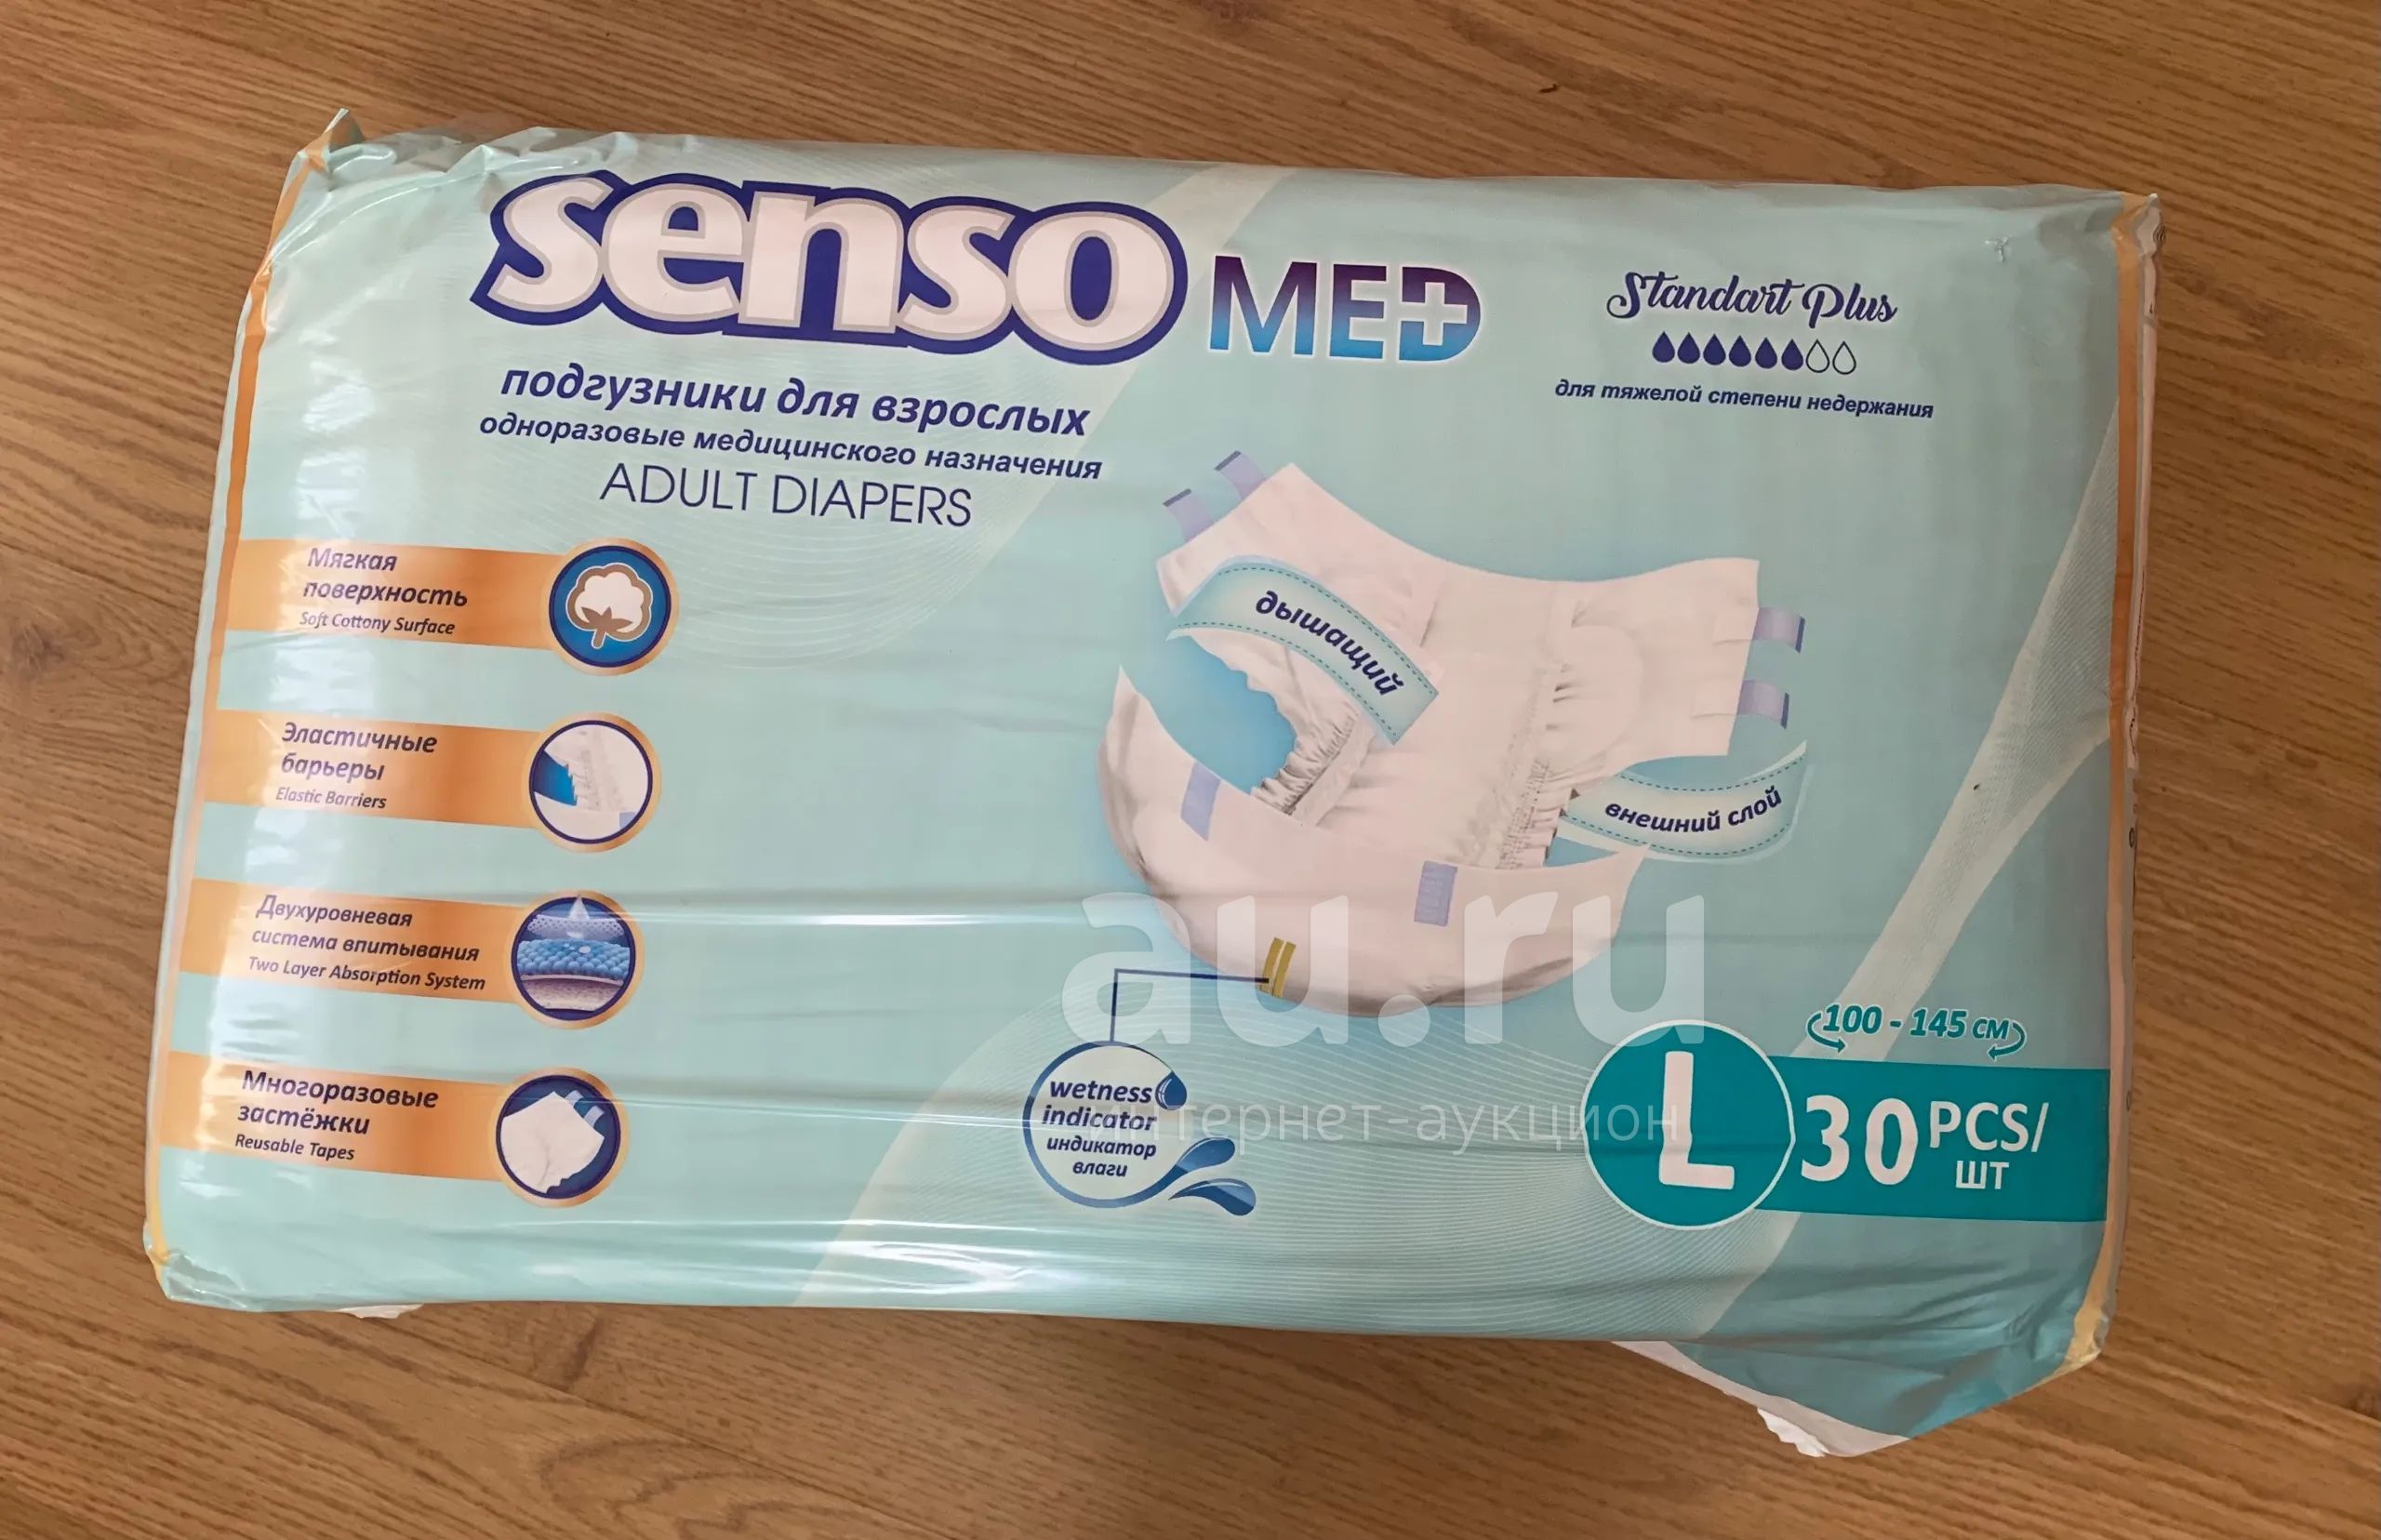 senso MED
Standart Plus
для тяжелой степени недержания
подгузники для взрослых
одноразовые медицинского назначения
ADULT DIAPERS
Мягкая
поверхность
Soft Cottony Surface
Эластичные
барьеры
Elastic Barriers
Двухуровневая
система впитывания
Two Layer Absorption System
Многоразовые
застёжки
Reusable Tapes
дышащий
внешний слой
wetness
indicator
индикатор
влаги
100 - 145 см
L 30 PCS/
ШТ
au.ru
интернет-аукцион